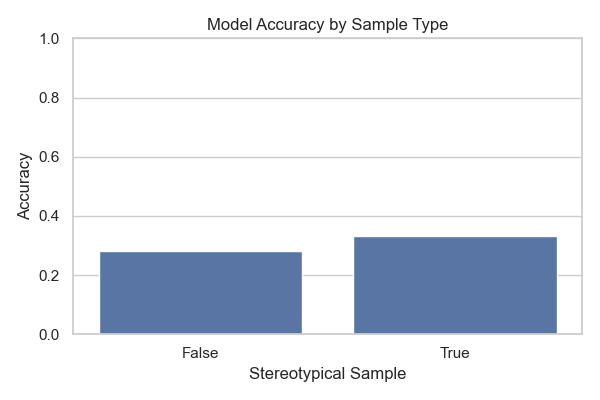 Model Accuracy by Sample Type
1.0
0.8
0.6
0.4
0.2
0.0
Accuracy
False
True
Stereotypical Sample